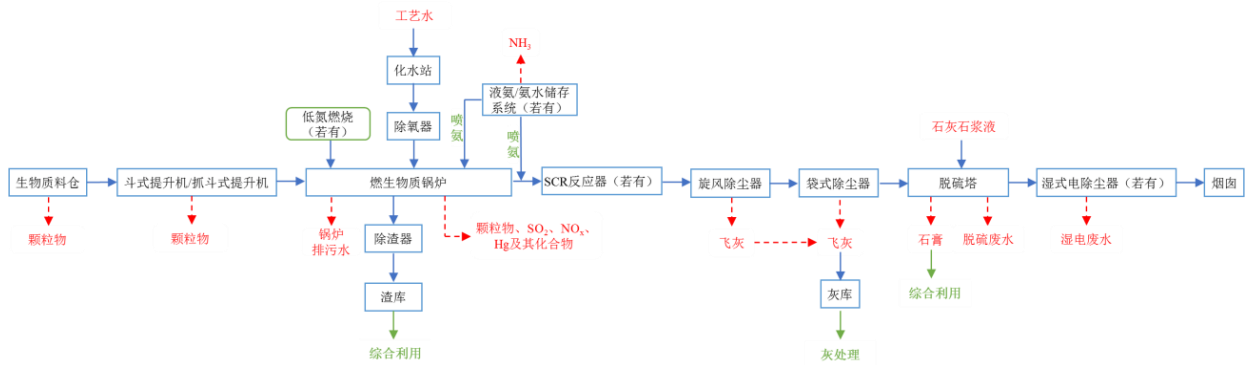 工艺水
NH₃
化水站
液氨/氨水储存
系统（若有）
低氮燃烧
（若有）
除氧器
喷氨
喷氨
石灰石浆液
生物质料仓
斗式提升机/抓斗式提升机
燃生物质锅炉
SCR反应器（若有）
旋风除尘器
袋式除尘器
脱硫塔
湿式电除尘器（若有）
烟囱
颗粒物
颗粒物
锅炉
排污水
除渣器
颗粒物、SO₂、NOₓ、
Hg及其化合物
飞灰
飞灰
石膏
脱硫废水
湿电废水
渣库
灰库
综合利用
综合利用
灰处理